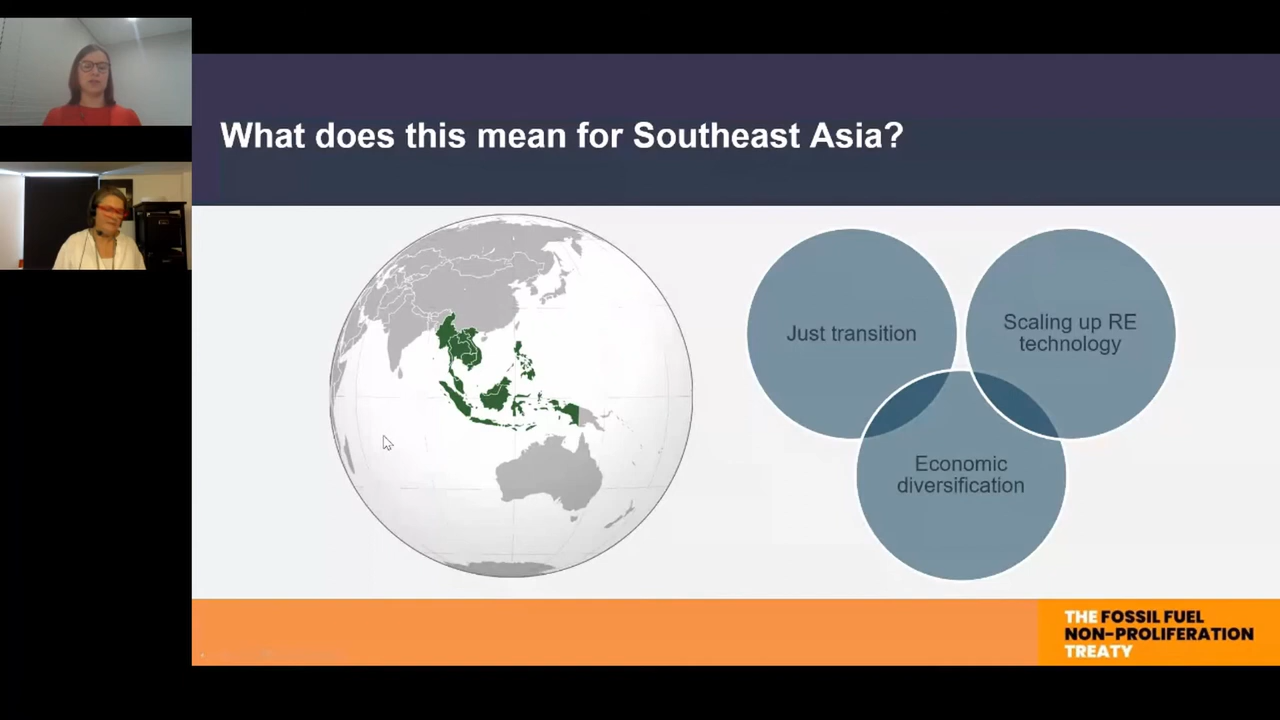 What does this mean for Southeast Asia?
Just transition
Scaling up RE
technology
Economic
diversification
THE FOSSIL FUEL
NON-PROLIFERATION
TREATY